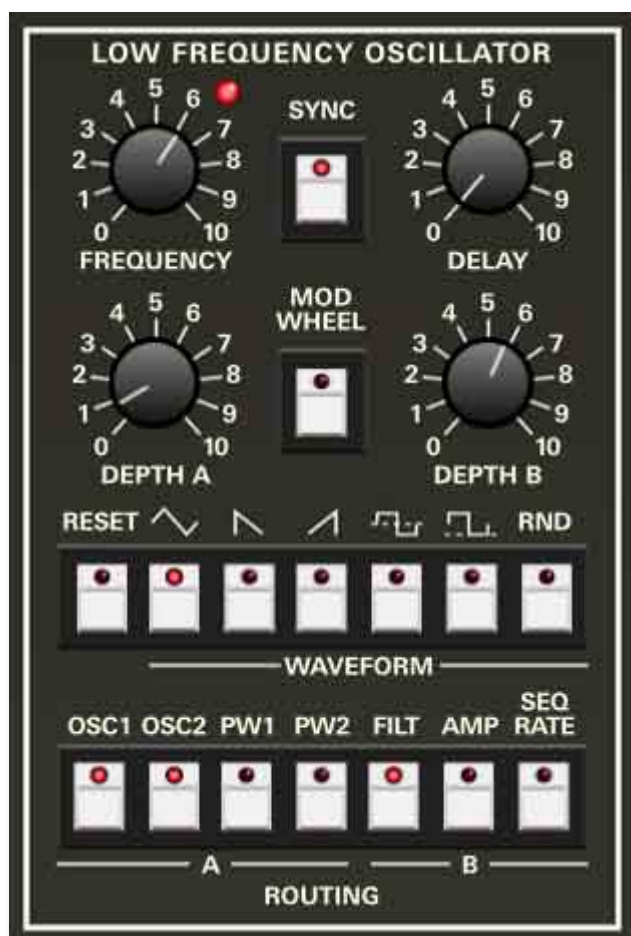 LOW FREQUENCY OSCILLATOR
0 1 2 3 4 5 6 7 8 9 10
FREQUENCY
SYNC
0 1 2 3 4 5 6 7 8 9 10
DELAY
0 1 2 3 4 5 6 7 8 9 10
DEPTH A
MOD
WHEEL
0 1 2 3 4 5 6 7 8 9 10
DEPTH B
RESET RND
WAVEFORM
OSC1 OSC2 PW1 PW2 FILT AMP SEQ
RATE
A B
ROUTING